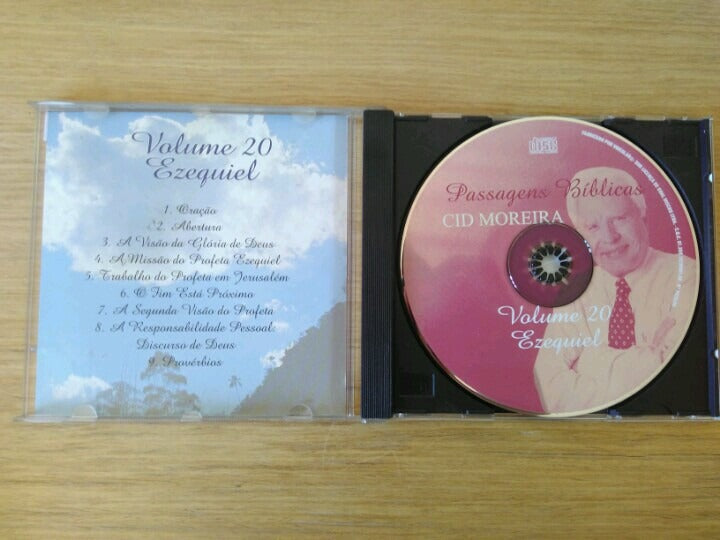 Volume 20
Ezequiel
1. Oração
2. Abertura
3. A Visão da Glória de Deus
4. A Missão do Profeta Ezequiel
5. Trabalho do Profeta em Jerusalém
6. O Fim Está Próximo
7. A Segunda Visão do Profeta
8. A Responsabilidade Pessoal:
Discurso de Deus
9. Provérbios
Passagens Bíblicas
CID MOREIRA
Volume 20
Ezequiel